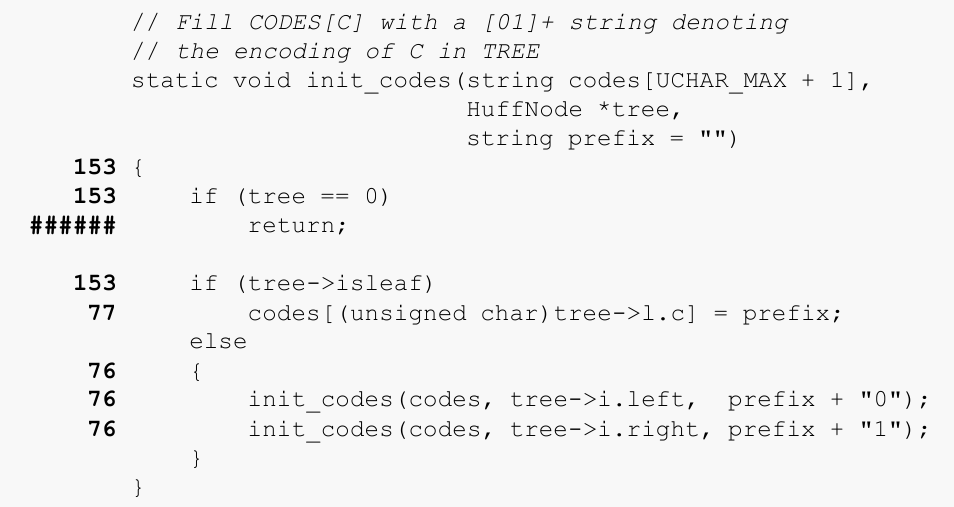 // Fill CODES[C] with a [01]+ string denoting
// the encoding of C in TREE
static void init_codes(string codes[UCHAR_MAX + 1],
HuffNode *tree,
string prefix = "")
153 {
153 if (tree == 0)
###### return;
153 if (tree->isleaf)
77 codes[(unsigned char)tree->l.c] = prefix;
else
76 {
76 init_codes(codes, tree->i.left, prefix + "0");
76 init_codes(codes, tree->i.right, prefix + "1");
}
}